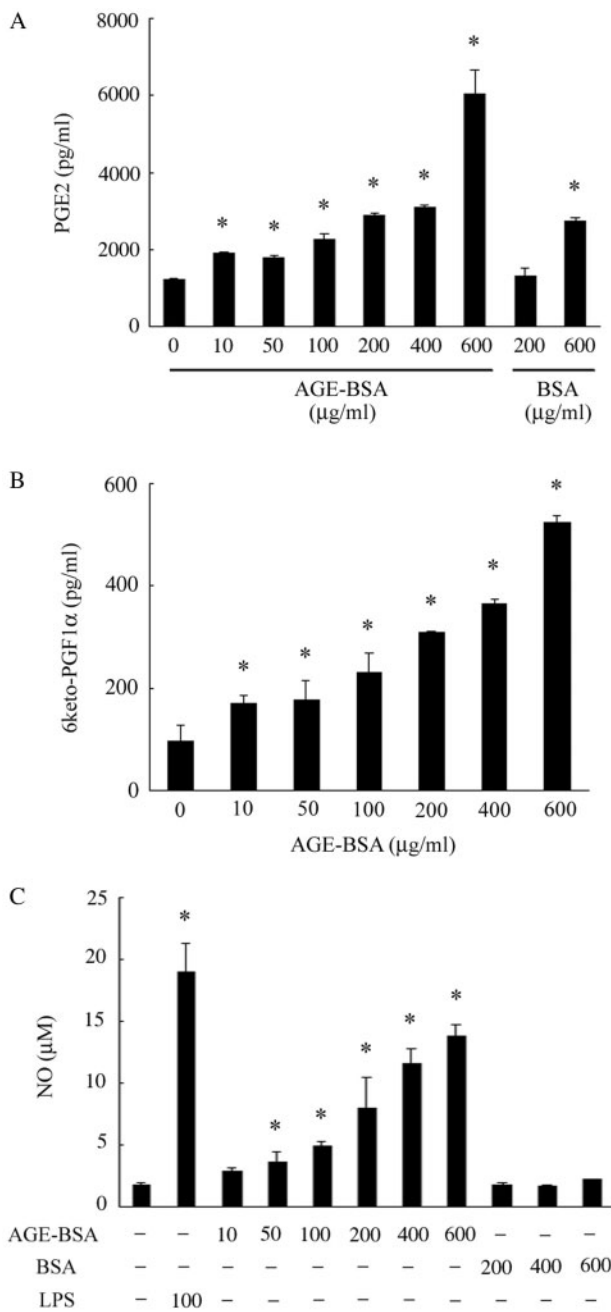 A
8000
6000
4000
2000
0
PGE2 (pg/ml)
* * * * * * *
0 10 50 100 200 400 600 200 600
AGE-BSA BSA
(μg/ml) (μg/ml)
B
600
400
200
0
6keto-PGF1α (pg/ml)
* * * * * *
0 10 50 100 200 400 600
AGE-BSA (μg/ml)
C
25
20
15
10
5
0
NO (μM)
* * * * * *
AGE-BSA – – 10 50 100 200 400 600 – – –
BSA – – – – – – – – 200 400 600
LPS – 100 – – – – – – – – –